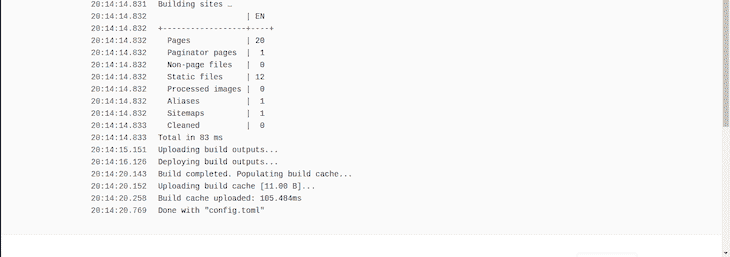 20:14:14.831 Building sites …
20:14:14.832 | EN
20:14:14.832 +------------------+----+
20:14:14.832 Pages | 20
20:14:14.832 Paginator pages | 1
20:14:14.832 Non-page files | 0
20:14:14.832 Static files | 12
20:14:14.832 Processed images | 0
20:14:14.832 Aliases | 1
20:14:14.832 Sitemaps | 1
20:14:14.833 Cleaned | 0
20:14:14.833 Total in 83 ms
20:14:15.151 Uploading build outputs...
20:14:16.126 Deploying build outputs...
20:14:20.143 Build completed. Populating build cache...
20:14:20.152 Uploading build cache [11.00 B]...
20:14:20.258 Build cache uploaded: 105.484ms
20:14:20.769 Done with "config.toml"